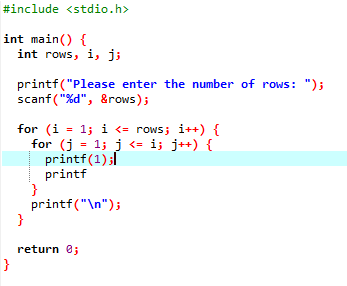 #include <stdio.h>
int main() {
int rows, i, j;
printf("Please enter the number of rows: ");
scanf("%d", &rows);
for (i = 1; i <= rows; i++) {
for (j = 1; j <= i; j++) {
printf(1);
printf
}
printf("\n");
}
return 0;
}